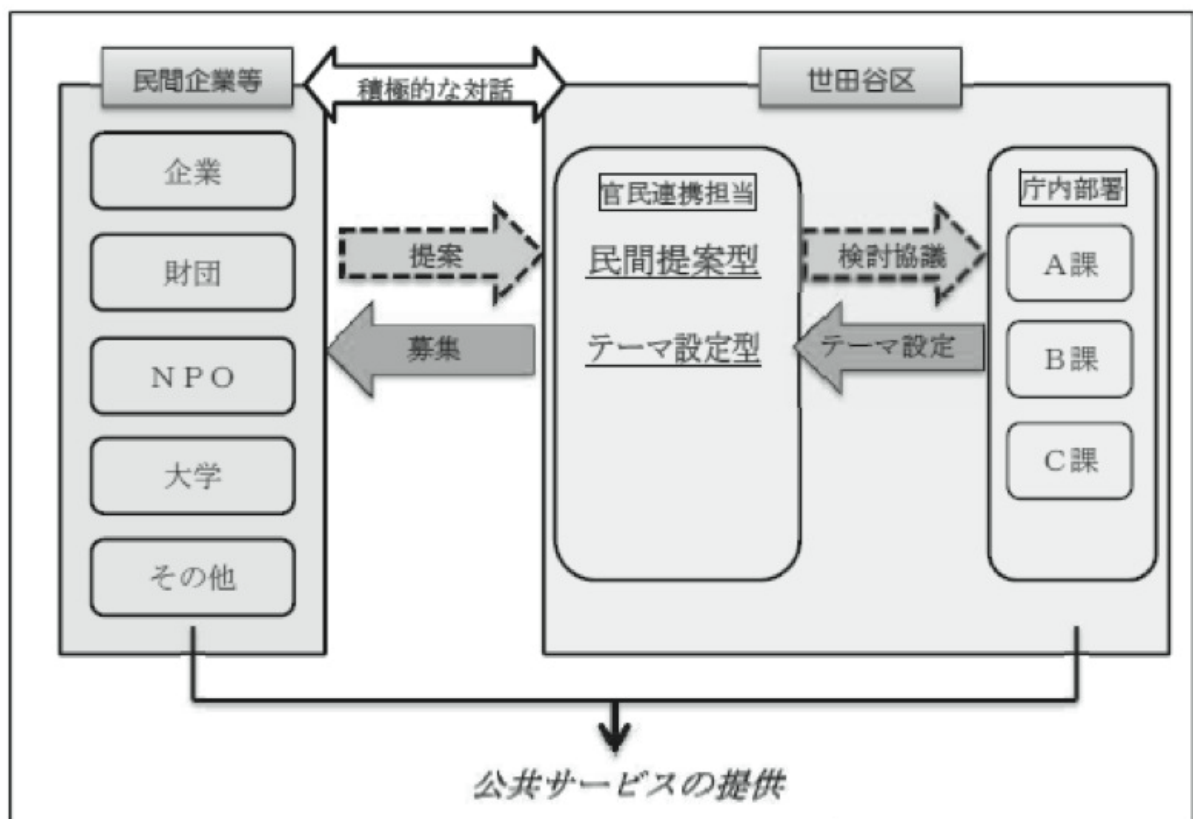 民間企業等
積極的な対話
世田谷区
企業
財団
ＮＰＯ
大学
その他
提案
募集
官民連携担当
民間提案型
テーマ設定型
検討協議
テーマ設定
庁内部署
Ａ課
Ｂ課
Ｃ課
公共サービスの提供